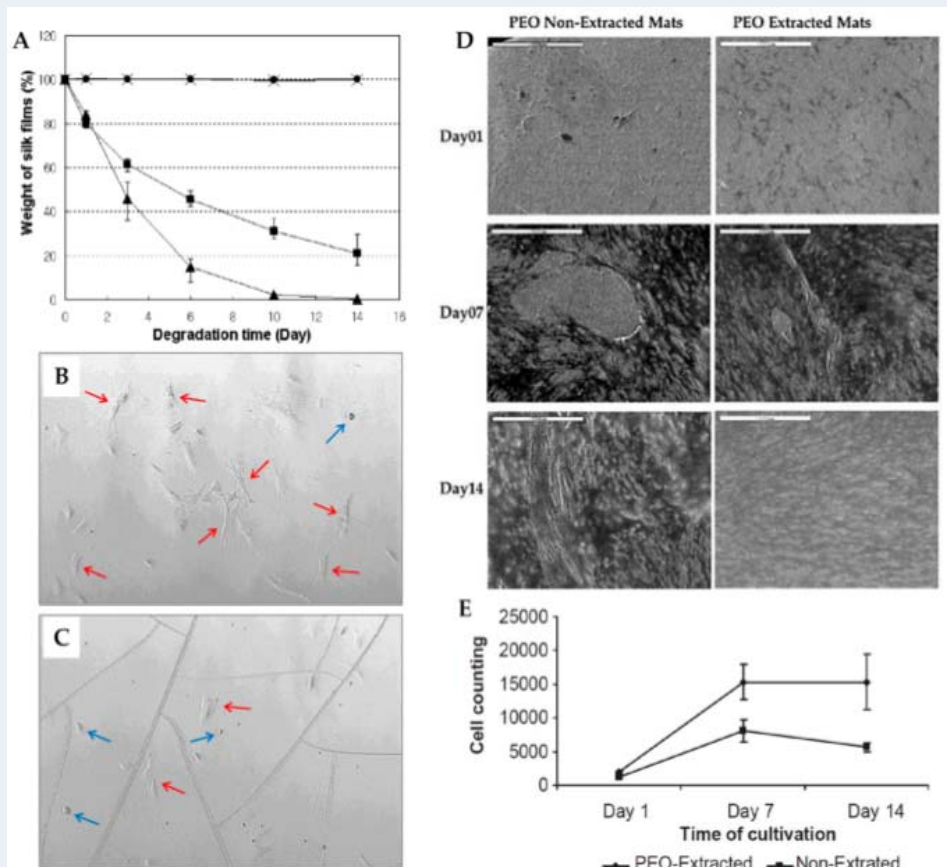 A
Weight of silk films (%)
120
100
80
60
40
20
0
0 2 4 6 8 10 12 14 16
Degradation time (Day)
B
C
D
PEO Non-Extracted Mats PEO Extracted Mats
Day01
Day07
Day14
E
Cell counting
25000
20000
15000
10000
5000
0
Day 1 Day 7 Day 14
Time of cultivation
PEO-Extracted Non-Extrated